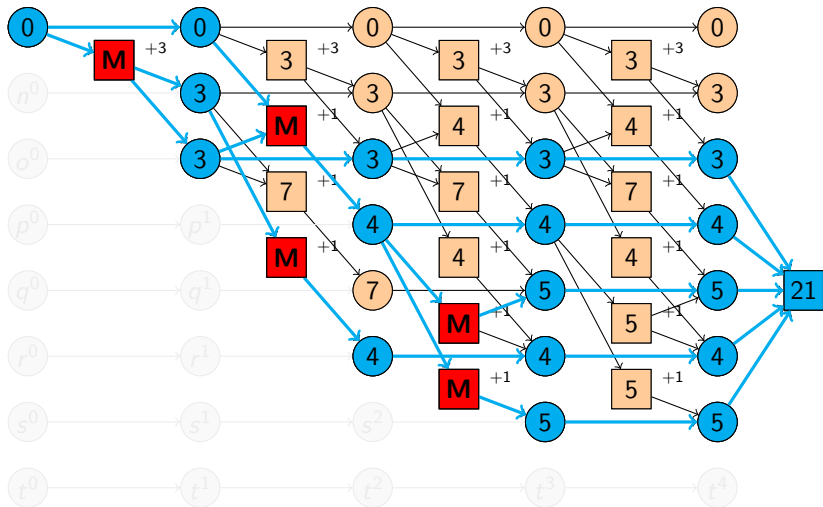 0 0 0 0 0
M +3 3 +3 3 +3 3 +3
n⁰ 3 3 3 3
M +1 4 +1 4 +1
o⁰ 3 3 3 3
7 +1 7 +1 7 +1
p⁰ p¹ 4 4 4
M +1 4 +1 4 +1
q⁰ q¹ 7 5 5 21
M +1 5 +1
r⁰ r¹ 4 4 4
M +1 5 +1
s⁰ s¹ s² 5 5
t⁰ t¹ t² t³ t⁴